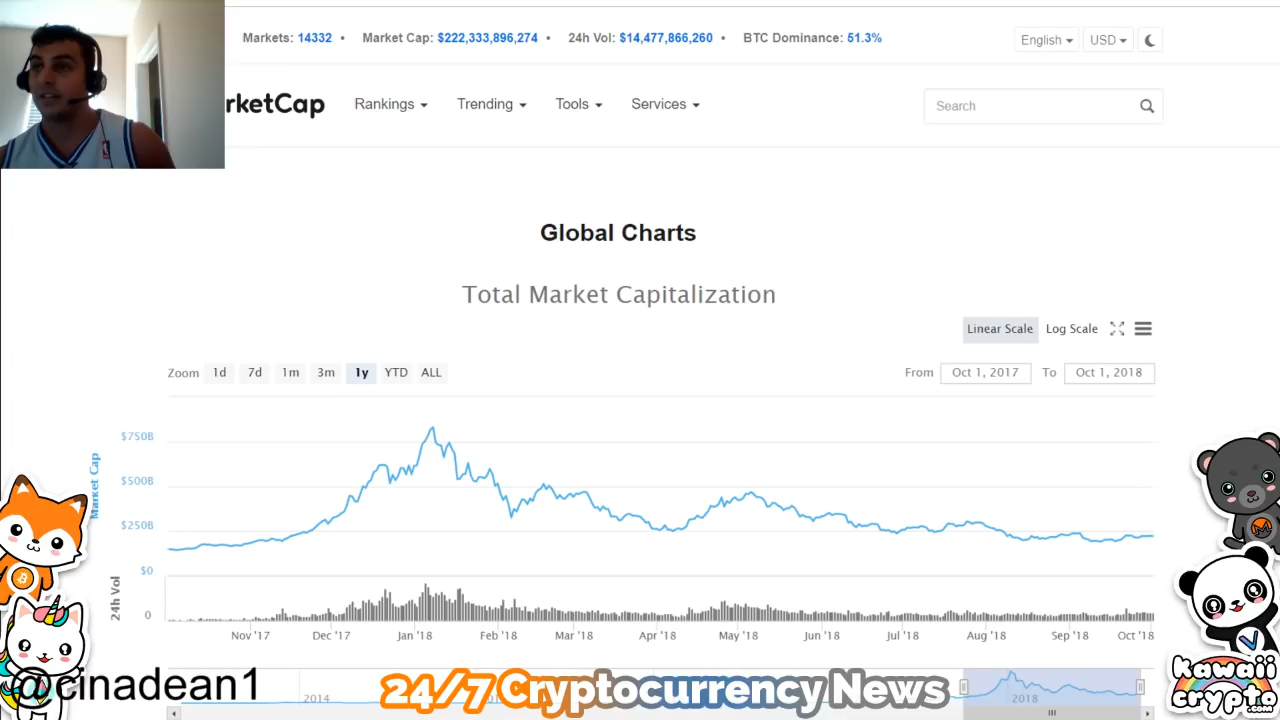 Markets: 14332 • Market Cap: $222,333,896,274 • 24h Vol: $14,477,866,260 • BTC Dominance: 51.3%
English USD
rketCap Rankings Trending Tools Services Search
Global Charts
Total Market Capitalization
Linear Scale Log Scale
Zoom 1d 7d 1m 3m 1y YTD ALL From Oct 1, 2017 To Oct 1, 2018
$750B
$500B
$250B
$0
Market Cap
0
24h Vol
Nov '17 Dec '17 Jan '18 Feb '18 Mar '18 Apr '18 May '18 Jun '18 Jul '18 Aug '18 Sep '18 Oct '18
2014 2018
@cinadean1
24/7 Cryptocurrency News
kawaii
crypto
.com